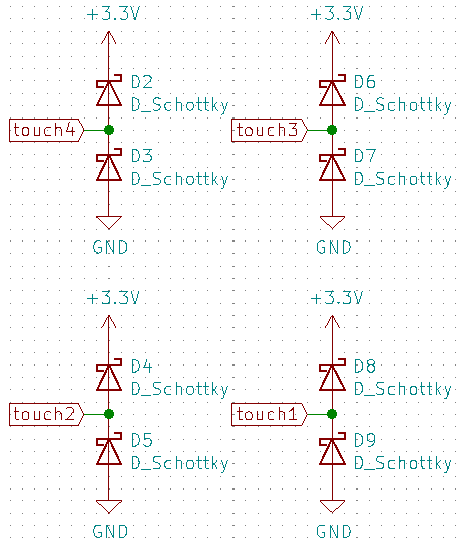 +3.3V
D2
D_Schottky
touch4
D3
D_Schottky
GND
+3.3V
D6
D_Schottky
touch3
D7
D_Schottky
GND
+3.3V
D4
D_Schottky
touch2
D5
D_Schottky
GND
+3.3V
D8
D_Schottky
touch1
D9
D_Schottky
GND